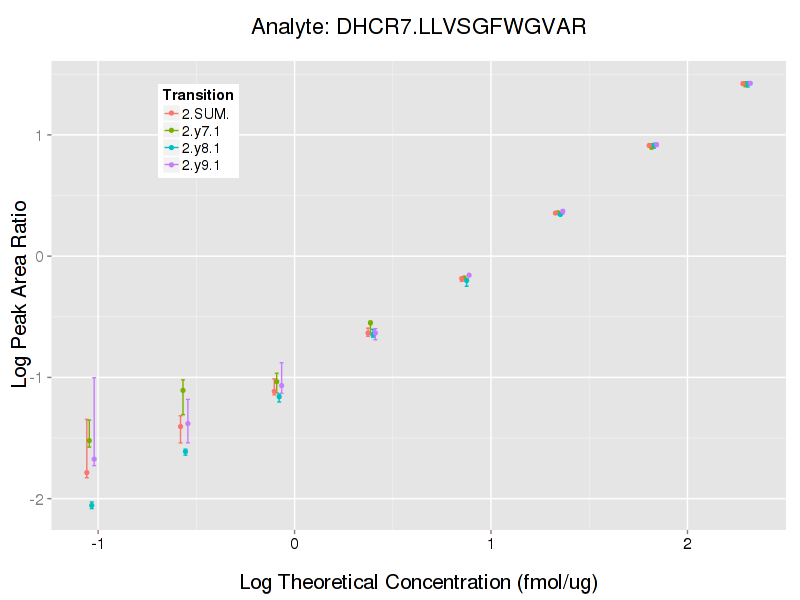 Analyte: DHCR7.LLVSGFWGVAR
Transition
2.SUM.
2.y7.1
2.y8.1
2.y9.1
Log Peak Area Ratio
1
0
-1
-2
-1
0
1
2
Log Theoretical Concentration (fmol/ug)